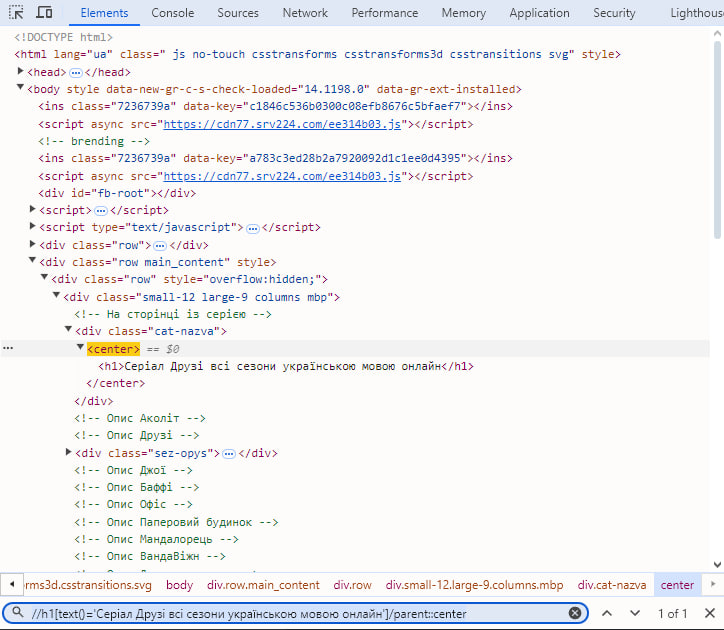 Elements Console Sources Network Performance Memory Application Security Lighthous
<!DOCTYPE html>
<html lang="ua" class=" js no-touch csstransforms csstransforms3d csstransitions svg" style>
<head> ... </head>
<body style data-new-gr-c-s-check-loaded="14.1198.0" data-gr-ext-installed>
<ins class="7236739a" data-key="c1846c536b0300c08efb8676c5bfaef7"></ins>
<script async src="https://cdn77.srv224.com/ee314b03.js"></script>
<!-- brending -->
<ins class="7236739a" data-key="a783c3ed28b2a7920092d1c1ee0d4395"></ins>
<script async src="https://cdn77.srv224.com/ee314b03.js"></script>
<div id="fb-root"></div>
<script> ... </script>
<script type="text/javascript"> ... </script>
<div class="row"> ... </div>
<div class="row main_content" style>
<div class="row" style="overflow:hidden;">
<div class="small-12 large-9 columns mbp">
<!-- На сторінці із серією -->
<div class="cat-nazva">
... <center> == $0
<h1>Серіал Друзі всі сезони українською мовою онлайн</h1>
</center>
</div>
<!-- Опис Аколіт -->
<!-- Опис Друзі -->
<div class="sez-opys"> ... </div>
<!-- Опис Джої -->
<!-- Опис Баффі -->
<!-- Опис Офіс -->
<!-- Опис Паперовий будинок -->
<!-- Опис Мандалорець -->
<!-- Опис ВандаВіжн -->
rms3d.csstransitions.svg body div.row.main_content div.row div.small-12.large-9.columns.mbp div.cat-nazva center
//h1[text()='Серіал Друзі всі сезони українською мовою онлайн']/parent::center 1 of 1